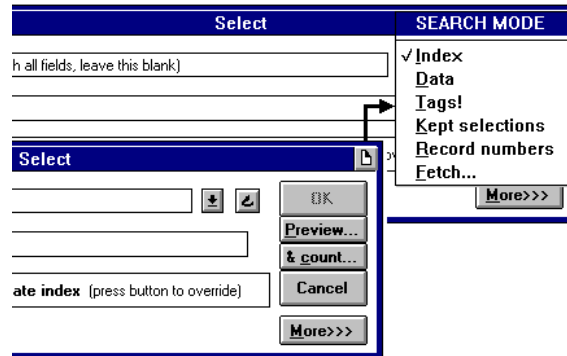 Select
SEARCH MODE
h all fields, leave this blank)
√ Index
Data
Tags!
Kept selections
Record numbers
Fetch...
More>>>
Select
OK
Preview...
& count...
ate index (press button to override)
Cancel
More>>>